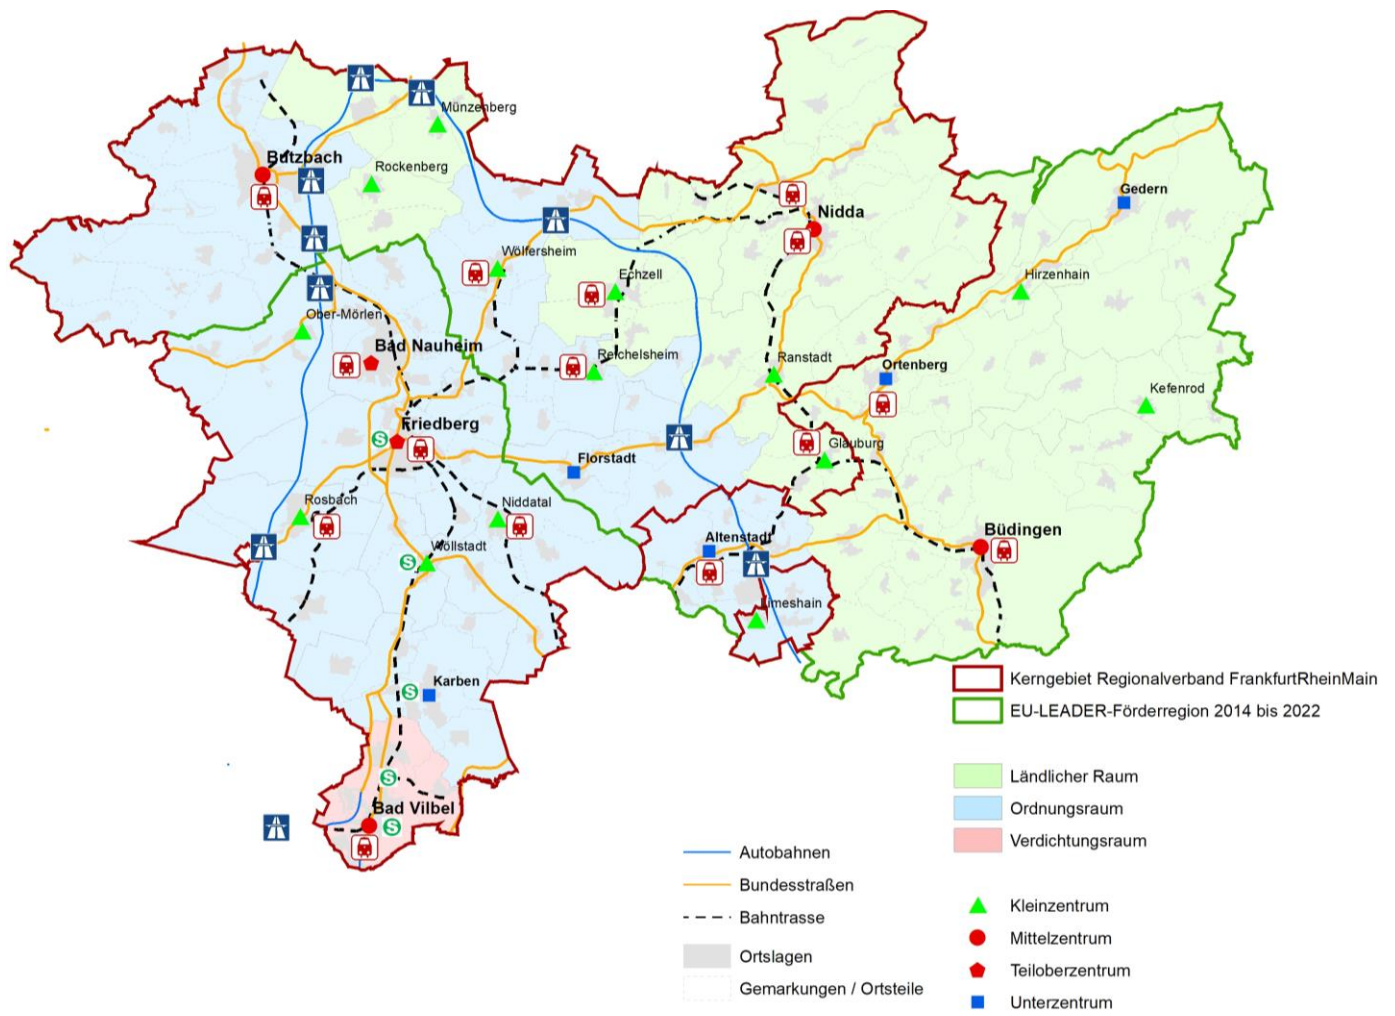 Münzenberg
Butzbach
Rockenberg
Gedern
Nidda
Wölfersheim
Echzell
Hirzenhain
Ober-Mörlen
Bad Nauheim
Reichelsheim
Ranstadt
Ortenberg
Kefenrod
Friedberg
S
Glauburg
Florstadt
Rosbach
Niddatal
Altenstadt
Büdingen
Wöllstadt
S
Limeshain
Karben
S
S
Bad Vilbel
S
Kerngebiet Regionalverband FrankfurtRheinMain
EU-LEADER-Förderregion 2014 bis 2022
Ländlicher Raum
Ordnungsraum
Verdichtungsraum
Autobahnen
Bundesstraßen
Bahntrasse
Ortslagen
Gemarkungen / Ortsteile
Kleinzentrum
Mittelzentrum
Teiloberzentrum
Unterzentrum